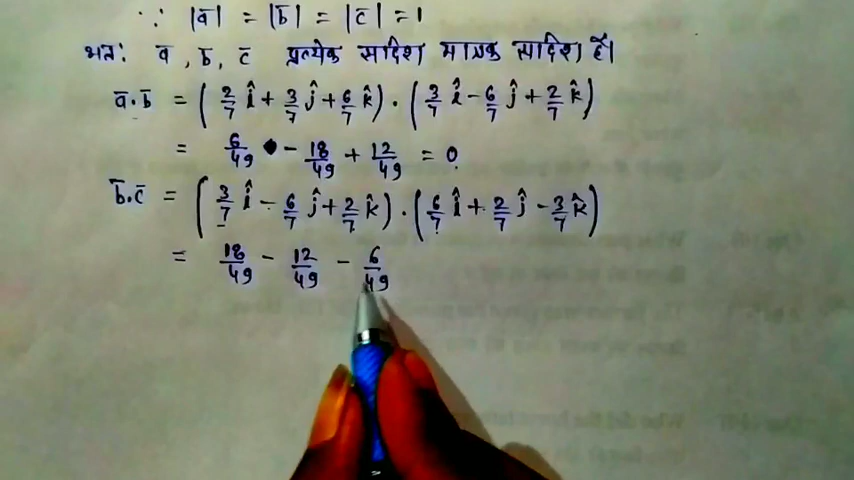 ∵ |a̅| = |b̅| = |c̅| = 1
अतः a̅, b̅, c̅ प्रत्येक सदिश मात्रक सदिश हैं।
a̅.b̅ = (2/7 î + 3/7 ĵ + 6/7 k̂) · (3/7 î − 6/7 ĵ + 2/7 k̂)
= 6/49 − 18/49 + 12/49 = 0
b̅.c̅ = (3/7 î − 6/7 ĵ + 2/7 k̂) · (6/7 î + 2/7 ĵ − 3/7 k̂)
= 18/49 − 12/49 − 6/49